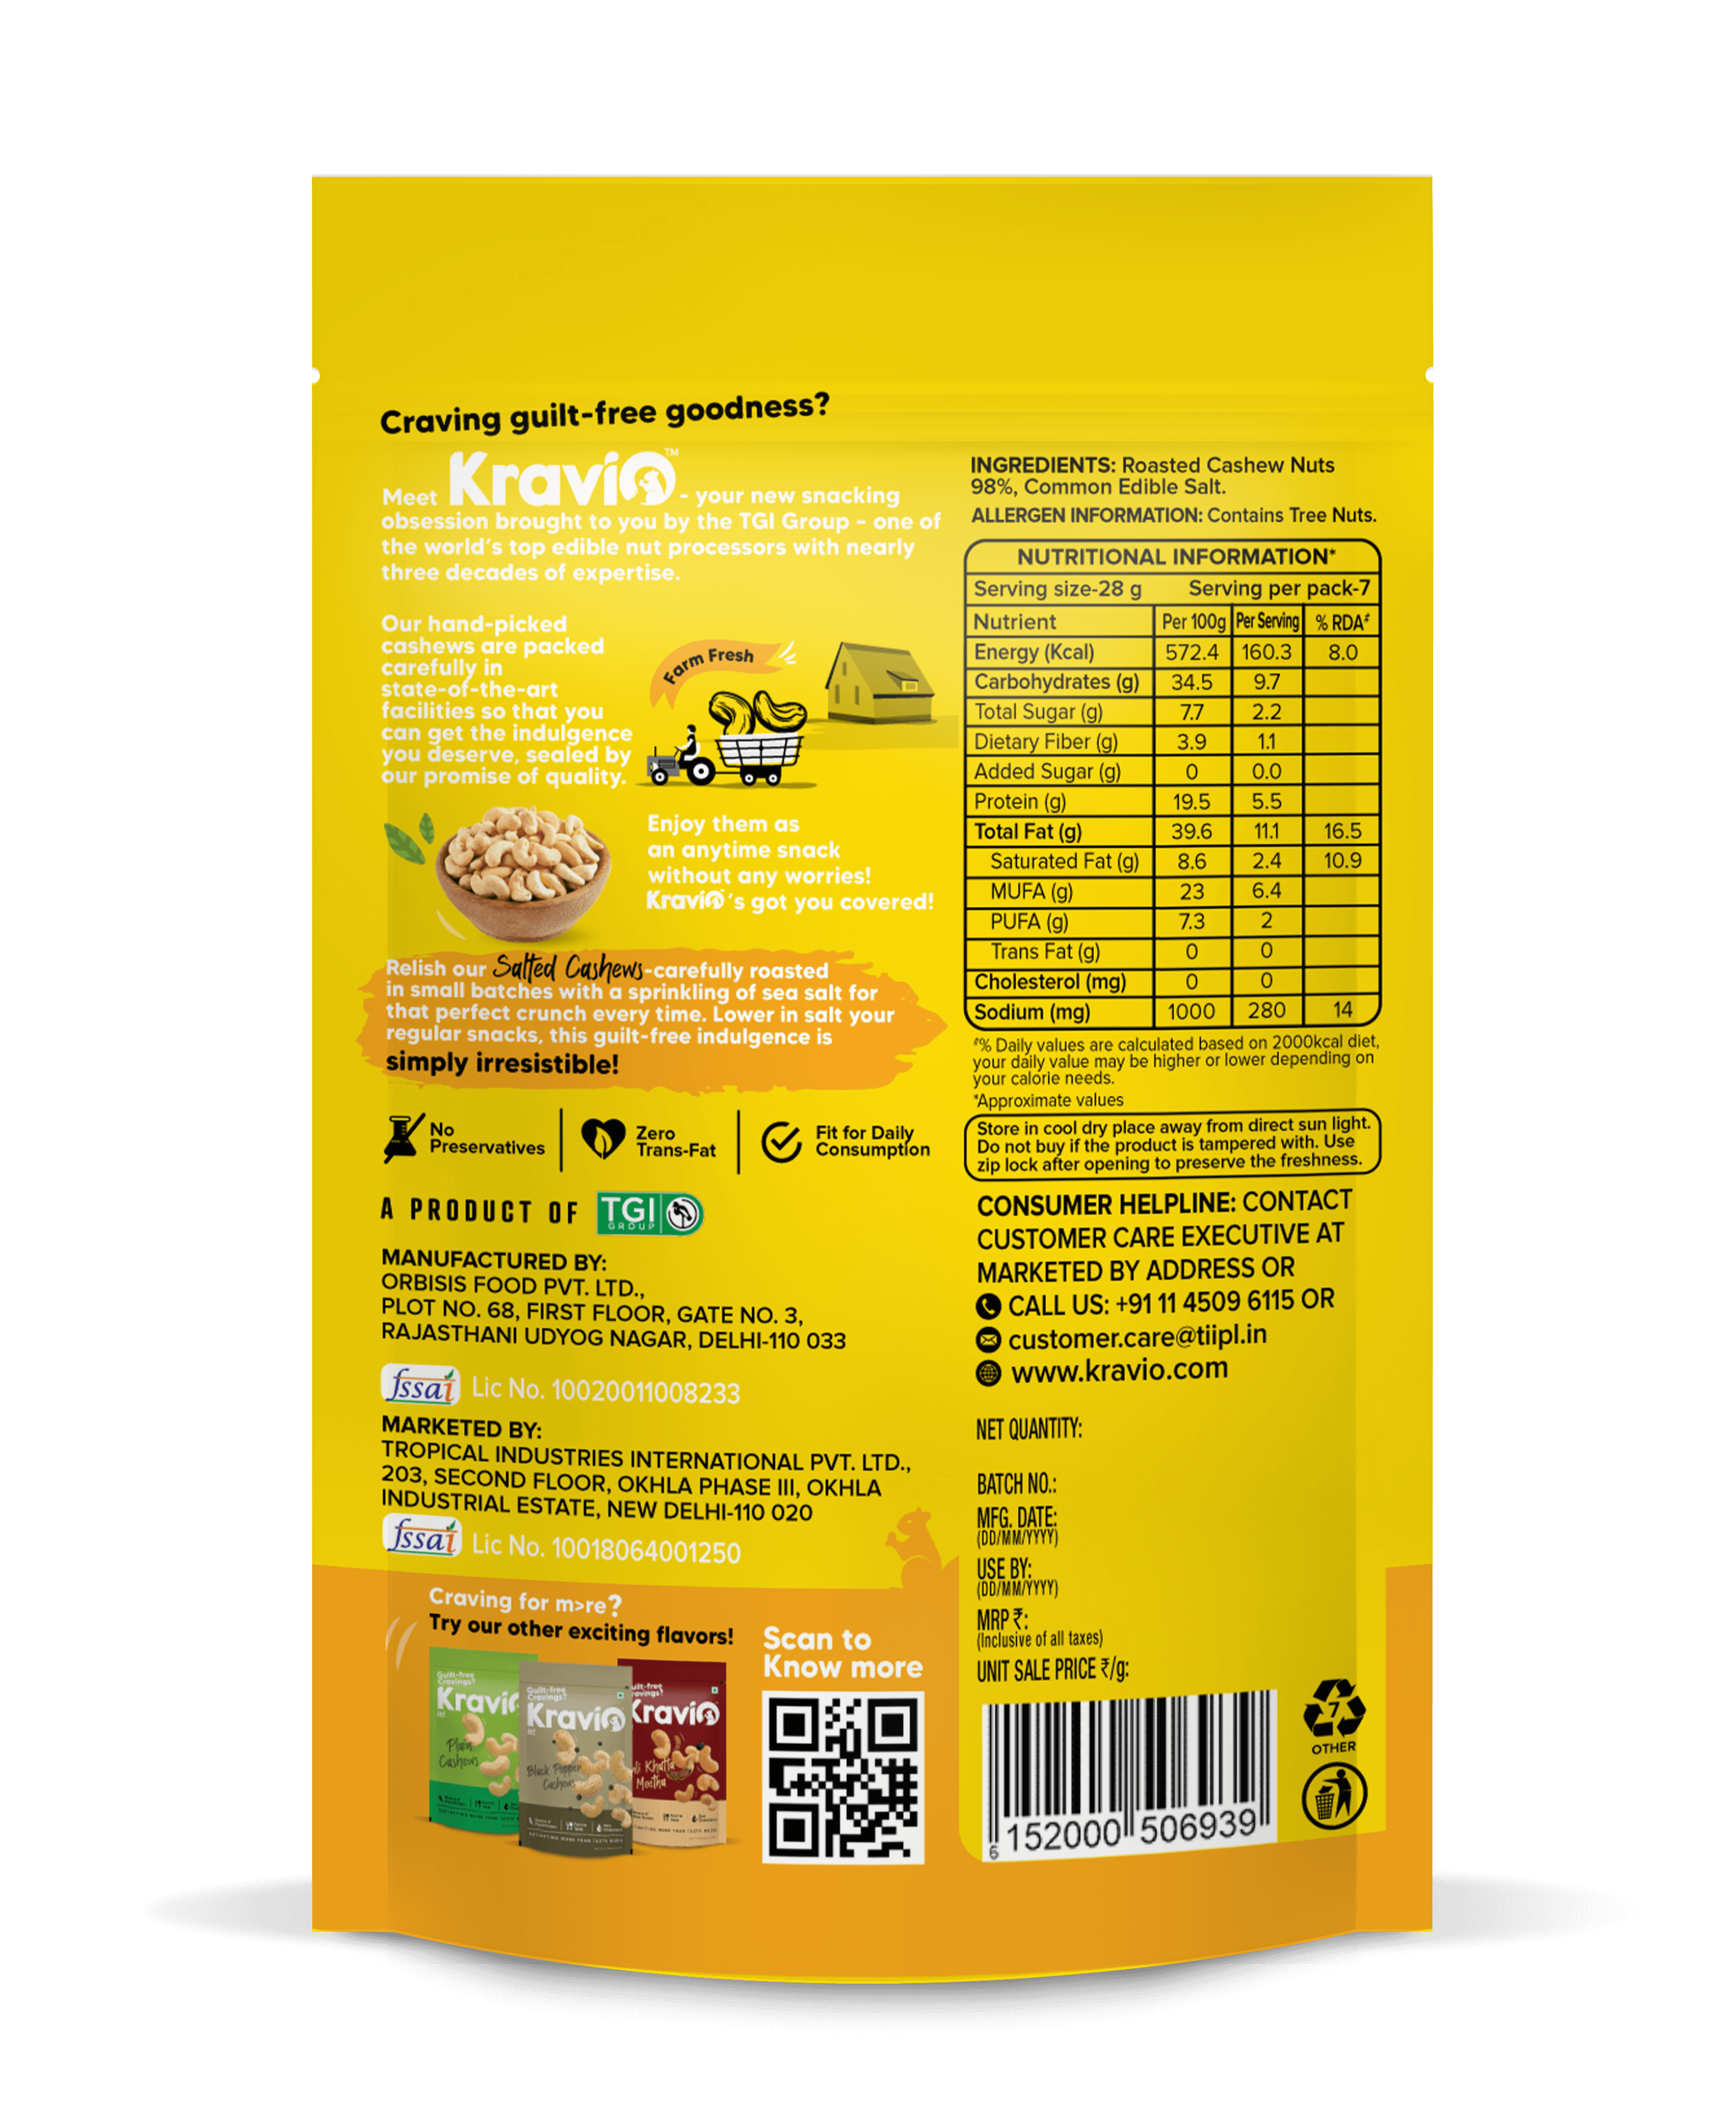 Craving guilt-free goodness?
Meet Kravio™ - your new snacking
obsession brought to you by the TGI Group - one of
the world's top edible nut processors with nearly
three decades of expertise.
Our hand-picked
cashews are packed
carefully in
state-of-the-art
facilities so that you
can get the indulgence
you deserve, sealed by
our promise of quality.
Farm Fresh
Enjoy them as
an anytime snack
without any worries!
Kravio's got you covered!
Relish our Salted Cashews-carefully roasted
in small batches with a sprinkling of sea salt for
that perfect crunch every time. Lower in salt your
regular snacks, this guilt-free indulgence is
simply irresistible!
No
Preservatives
Zero
Trans-Fat
Fit for Daily
Consumption
A PRODUCT OF TGI
GROUP
MANUFACTURED BY:
ORBISIS FOOD PVT. LTD.,
PLOT NO. 68, FIRST FLOOR, GATE NO. 3,
RAJASTHANI UDYOG NAGAR, DELHI-110 033
fssai Lic No. 10020011008233
MARKETED BY:
TROPICAL INDUSTRIES INTERNATIONAL PVT. LTD.,
203, SECOND FLOOR, OKHLA PHASE III, OKHLA
INDUSTRIAL ESTATE, NEW DELHI-110 020
fssai Lic No. 10018064001250
Craving for m>re?
Try our other exciting flavors!
Guilt-free
Cravings?
Kravi
it!
Plain
Cashews
Guilt-free
Cravings?
Kravio
it!
Black Pepper
Cashews
Kravio
Khatta
Meetha
Scan to
Know more
INGREDIENTS: Roasted Cashew Nuts
98%, Common Edible Salt.
ALLERGEN INFORMATION: Contains Tree Nuts.
NUTRITIONAL INFORMATION*
Serving size-28 g Serving per pack-7
Nutrient Per 100g Per Serving % RDA#
Energy (Kcal) 572.4 160.3 8.0
Carbohydrates (g) 34.5 9.7
Total Sugar (g) 7.7 2.2
Dietary Fiber (g) 3.9 1.1
Added Sugar (g) 0 0.0
Protein (g) 19.5 5.5
Total Fat (g) 39.6 11.1 16.5
Saturated Fat (g) 8.6 2.4 10.9
MUFA (g) 23 6.4
PUFA (g) 7.3 2
Trans Fat (g) 0 0
Cholesterol (mg) 0 0
Sodium (mg) 1000 280 14
#% Daily values are calculated based on 2000kcal diet,
your daily value may be higher or lower depending on
your calorie needs.
*Approximate values
Store in cool dry place away from direct sun light.
Do not buy if the product is tampered with. Use
zip lock after opening to preserve the freshness.
CONSUMER HELPLINE: CONTACT
CUSTOMER CARE EXECUTIVE AT
MARKETED BY ADDRESS OR
CALL US: +91 11 4509 6115 OR
customer.care@tiipl.in
www.kravio.com
NET QUANTITY:
BATCH NO.:
MFG. DATE:
(DD/MM/YYYY)
USE BY:
(DD/MM/YYYY)
MRP ₹:
(Inclusive of all taxes)
UNIT SALE PRICE ₹/g:
6 152000 506939
7
OTHER